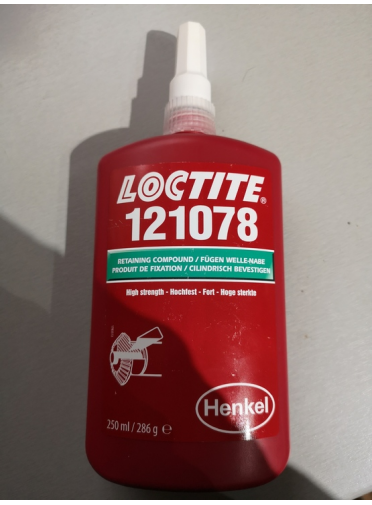 LOCTITE®
121078
RETAINING COMPOUND / FÜGEN WELLE-NABE
PRODUIT DE FIXATION / CILINDRISCH BEVESTIGEN
High strength - Hochfest - Fort - Hoge sterkte
Henkel
250 ml / 286 g ℮